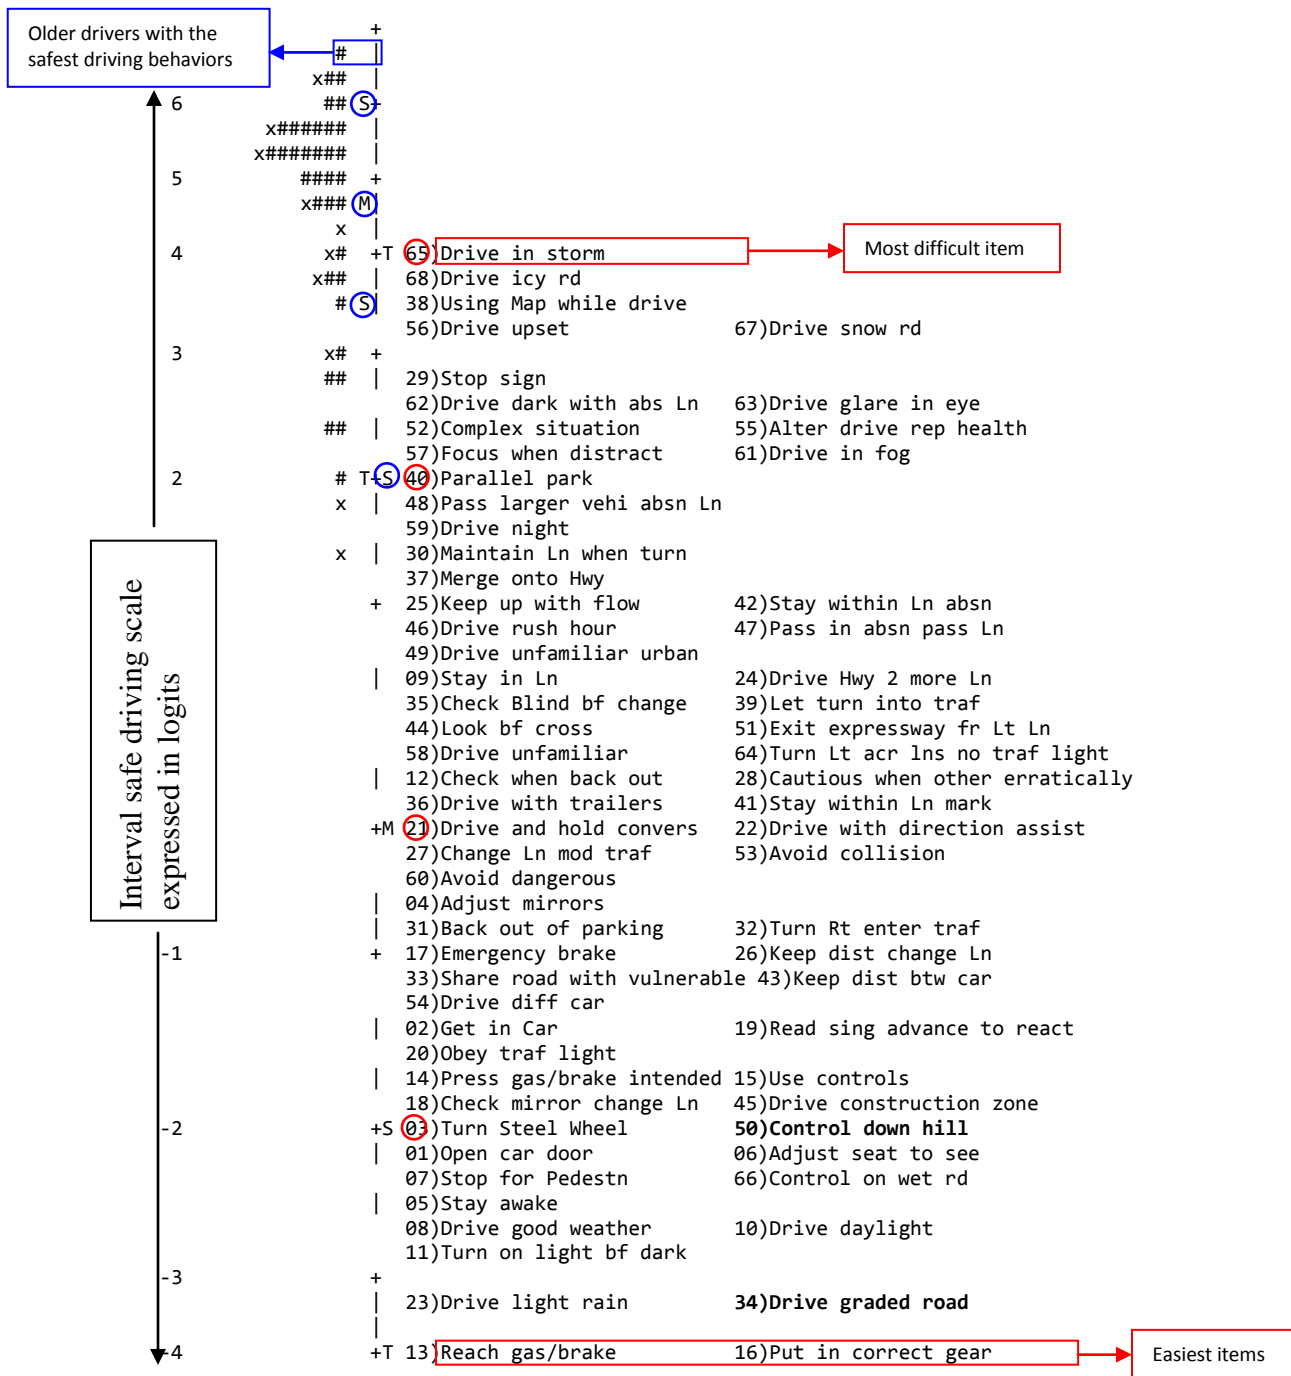 Older drivers with the
safest driving behaviors
+
# |
x## |
6 ## S+
x###### |
x####### |
5 #### +
x### M|
x |
4 x# +T 65)Drive in storm
Most difficult item
x## | 68)Drive icy rd
# S| 38)Using Map while drive
56)Drive upset 67)Drive snow rd
3 x# +
## | 29)Stop sign
62)Drive dark with abs Ln 63)Drive glare in eye
## | 52)Complex situation 55)Alter drive rep health
57)Focus when distract 61)Drive in fog
2 # T+S 40)Parallel park
x | 48)Pass larger vehi absn Ln
59)Drive night
x | 30)Maintain Ln when turn
37)Merge onto Hwy
+ 25)Keep up with flow 42)Stay within Ln absn
46)Drive rush hour 47)Pass in absn pass Ln
49)Drive unfamiliar urban
| 09)Stay in Ln 24)Drive Hwy 2 more Ln
35)Check Blind bf change 39)Let turn into traf
44)Look bf cross 51)Exit expressway fr Lt Ln
58)Drive unfamiliar 64)Turn Lt acr lns no traf light
| 12)Check when back out 28)Cautious when other erratically
36)Drive with trailers 41)Stay within Ln mark
+M 21)Drive and hold convers 22)Drive with direction assist
27)Change Ln mod traf 53)Avoid collision
60)Avoid dangerous
| 04)Adjust mirrors
| 31)Back out of parking 32)Turn Rt enter traf
-1 + 17)Emergency brake 26)Keep dist change Ln
33)Share road with vulnerable 43)Keep dist btw car
54)Drive diff car
| 02)Get in Car 19)Read sing advance to react
20)Obey traf light
| 14)Press gas/brake intended 15)Use controls
18)Check mirror change Ln 45)Drive construction zone
-2 +S 03)Turn Steel Wheel 50)Control down hill
| 01)Open car door 06)Adjust seat to see
07)Stop for Pedestn 66)Control on wet rd
| 05)Stay awake
08)Drive good weather 10)Drive daylight
11)Turn on light bf dark
-3 +
| 23)Drive light rain 34)Drive graded road
|
-4 +T 13)Reach gas/brake 16)Put in correct gear
Easiest items
Interval safe driving scale
expressed in logits